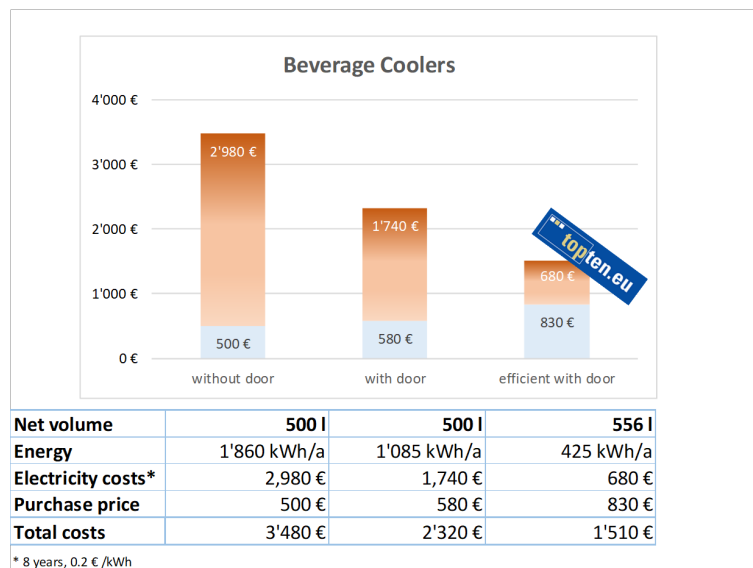 Beverage Coolers
4'000 €
3'000 €
2'000 €
1'000 €
0 €
2'980 €
500 €
1'740 €
580 €
680 €
830 €
topten.eu
without door with door efficient with door
Net volume 500 l 500 l 556 l
Energy 1'860 kWh/a 1'085 kWh/a 425 kWh/a
Electricity costs* 2,980 € 1,740 € 680 €
Purchase price 500 € 580 € 830 €
Total costs 3'480 € 2'320 € 1'510 €
* 8 years, 0.2 € /kWh